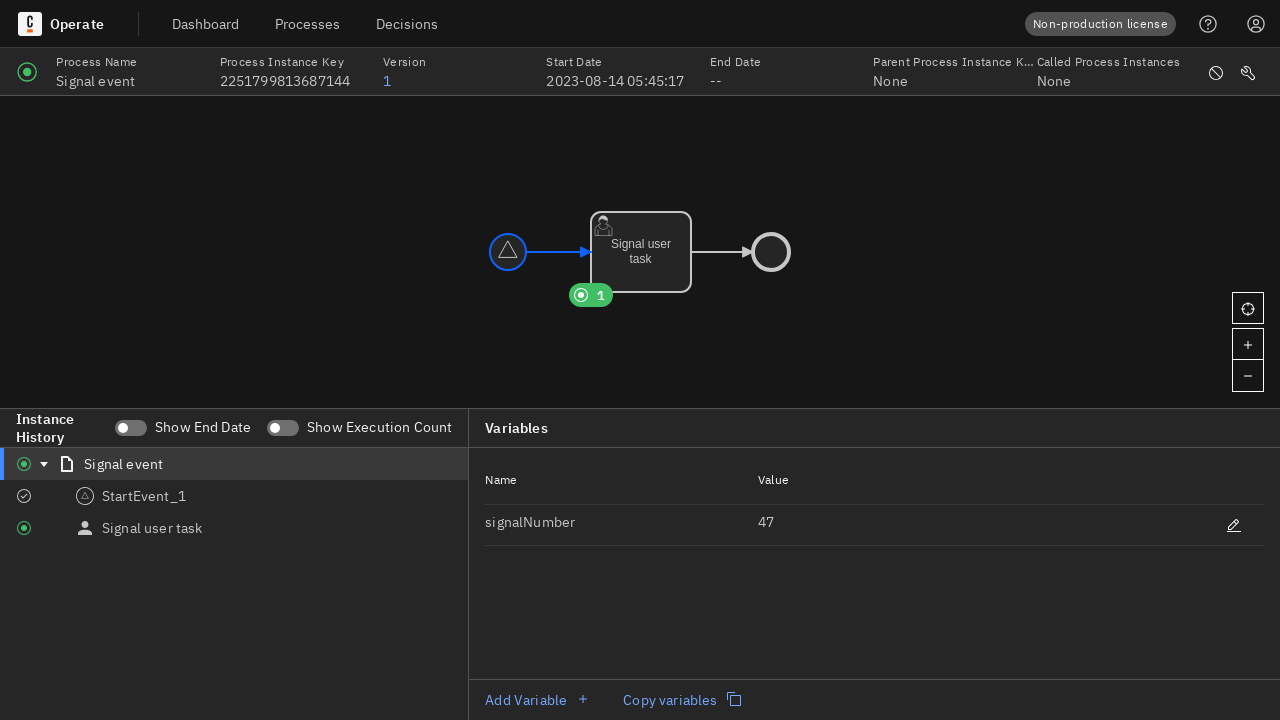 Operate
Dashboard
Processes
Decisions
Non-production license
Process Name
Signal event
Process Instance Key
2251799813687144
Version
1
Start Date
2023-08-14 05:45:17
End Date
--
Parent Process Instance K...
None
Called Process Instances
None
Signal user
task
1
Instance
History
Show End Date
Show Execution Count
Signal event
StartEvent_1
Signal user task
Variables
Name
Value
signalNumber
47
Add Variable
Copy variables